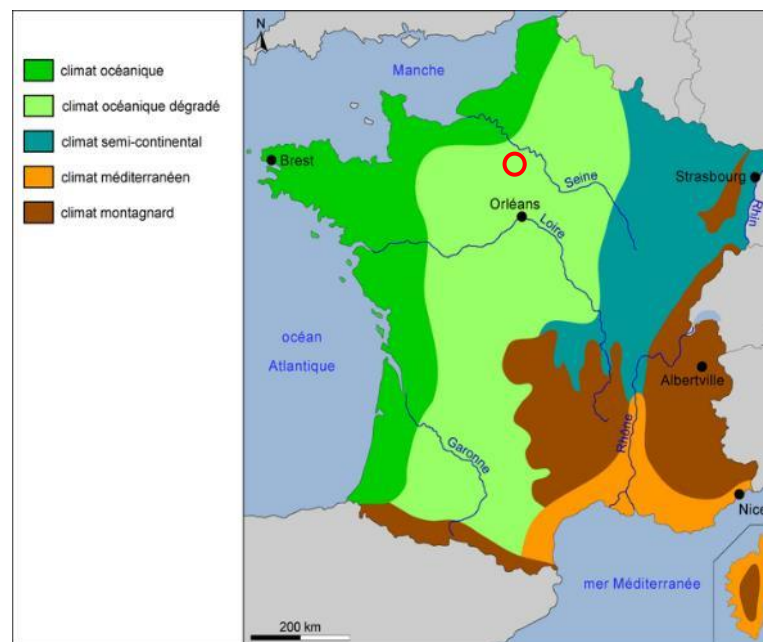 climat océanique
climat océanique dégradé
climat semi-continental
climat méditerranéen
climat montagnard
N
Manche
Brest
Seine
Strasbourg
Rhin
Orléans
Loire
océan
Atlantique
Albertville
Garonne
Rhône
Nice
mer Méditerranée
200 km